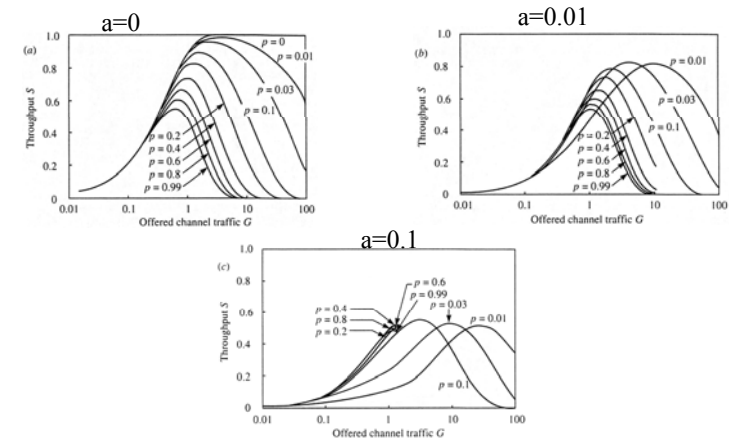 a=0
(a)
1.0
0.8
0.6
0.4
0.2
0
Throughput S
p = 0
p = 0.01
p = 0.03
p = 0.1
p = 0.2
p = 0.4
p = 0.6
p = 0.8
p = 0.99
0.01 0.1 1 10 100
Offered channel traffic G
a=0.01
(b)
1.0
0.8
0.6
0.4
0.2
0
Throughput S
p = 0.01
p = 0.03
p = 0.1
p = 0.2
p = 0.4
p = 0.6
p = 0.8
p = 0.99
0.01 0.1 1 10 100
Offered channel traffic G
a=0.1
(c)
1.0
0.8
0.6
0.4
0.2
0
Throughput S
p = 0.6
p = 0.99
p = 0.03
p = 0.4
p = 0.8
p = 0.2
p = 0.01
p = 0.1
0.01 0.1 1 10 100
Offered channel traffic G